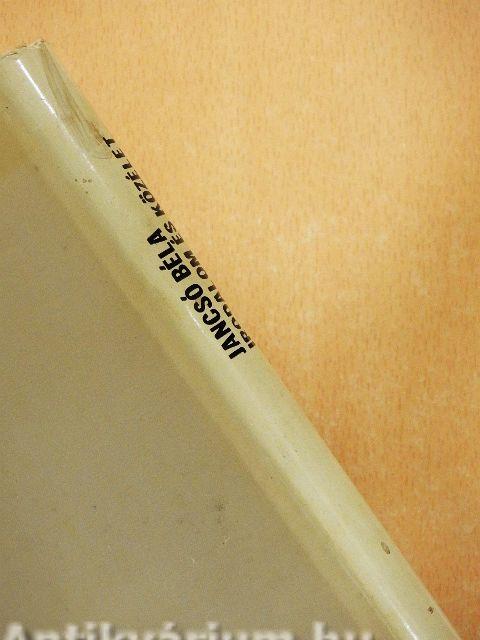 JANCSÓ BÉLA
IRODALOM ÉS KÖZÉLET
Antikvárium.hu